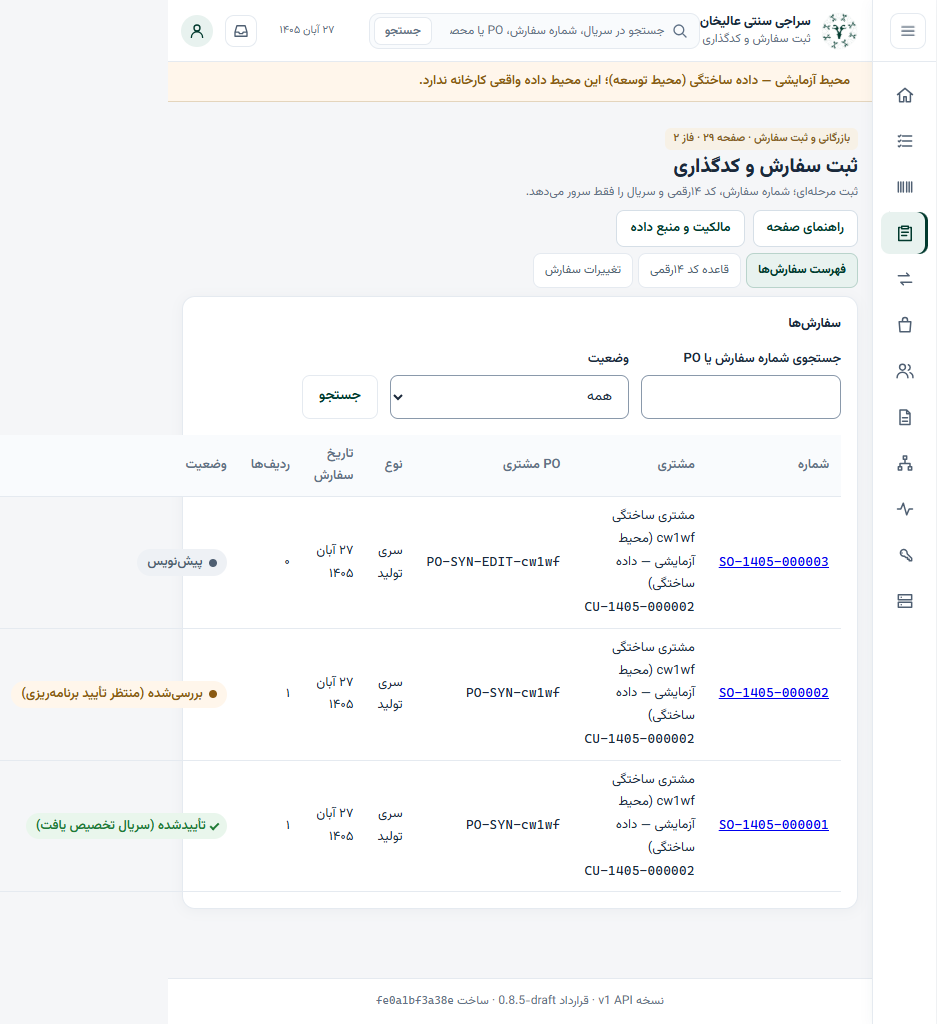 سراجی سنتی عالیخان
ثبت سفارش و کدگذاری
جستجو در سریال، شماره سفارش، PO یا محص
جستجو
۲۷ آبان ۱۴۰۵
محیط آزمایشی — داده ساختگی (محیط توسعه)؛ این محیط داده واقعی کارخانه ندارد.
بازرگانی و ثبت سفارش · صفحه ۲۹ · فاز ۲
ثبت سفارش و کدگذاری
ثبت مرحله‌ای؛ شماره سفارش، کد ۱۴رقمی و سریال را فقط سرور می‌دهد.
راهنمای صفحه
مالکیت و منبع داده
فهرست سفارش‌ها
قاعده کد ۱۴رقمی
تغییرات سفارش
سفارش‌ها
جستجوی شماره سفارش یا PO
وضعیت
همه
جستجو
شماره
مشتری
PO مشتری
نوع
تاریخ سفارش
ردیف‌ها
وضعیت
SO-1405-000003
مشتری ساختگی
cw1wf (محیط
آزمایشی — داده
ساختگی)
CU-1405-000002
PO-SYN-EDIT-cw1wf
سری
تولید
۲۷ آبان
۱۴۰۵
۰
پیش‌نویس
SO-1405-000002
مشتری ساختگی
cw1wf (محیط
آزمایشی — داده
ساختگی)
CU-1405-000002
PO-SYN-cw1wf
سری
تولید
۲۷ آبان
۱۴۰۵
۱
بررسی‌شده (منتظر تأیید برنامه‌ریزی)
SO-1405-000001
مشتری ساختگی
cw1wf (محیط
آزمایشی — داده
ساختگی)
CU-1405-000002
PO-SYN-cw1wf
سری
تولید
۲۷ آبان
۱۴۰۵
۱
تأییدشده (سریال تخصیص یافت)
نسخه API v1 · قرارداد 0.8.5-draft · ساخت fe0a1bf3a38e